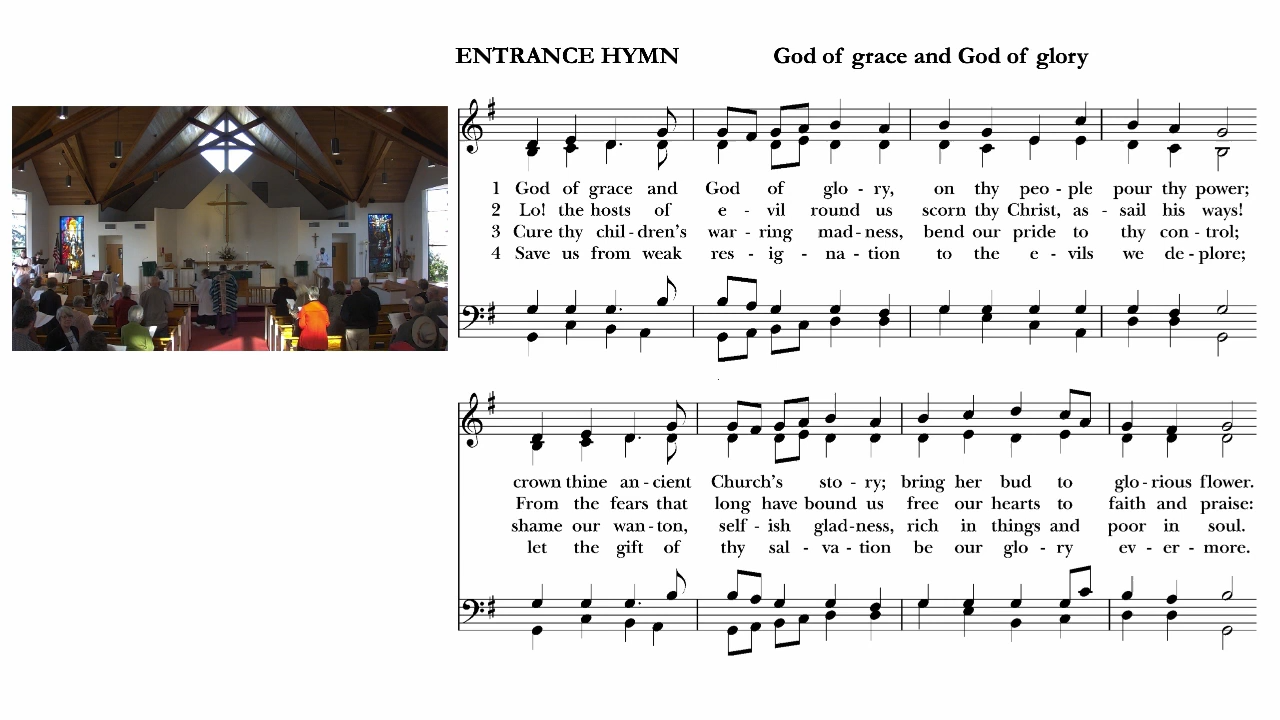 ENTRANCE HYMN God of grace and God of glory
1 God of grace and God of glo - ry, on thy peo - ple pour thy power;
2 Lo! the hosts of e - vil round us scorn thy Christ, as - sail his ways!
3 Cure thy chil - dren's war - ring mad - ness, bend our pride to thy con - trol;
4 Save us from weak res - ig - na - tion to the e - vils we de - plore;
crown thine an - cient Church's sto - ry; bring her bud to glo - rious flower.
From the fears that long have bound us free our hearts to faith and praise:
shame our wan - ton, self - ish glad - ness, rich in things and poor in soul.
let the gift of thy sal - va - tion be our glo - ry ev - er - more.